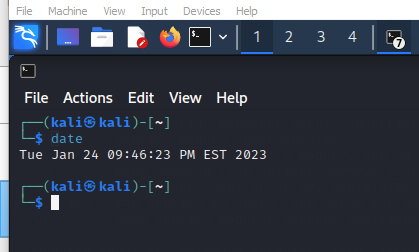 File Machine View Input Devices Help
1 2 3 4 7
File Actions Edit View Help
┌──(kali㉿kali)-[~]
└─$ date
Tue Jan 24 09:46:23 PM EST 2023
┌──(kali㉿kali)-[~]
└─$